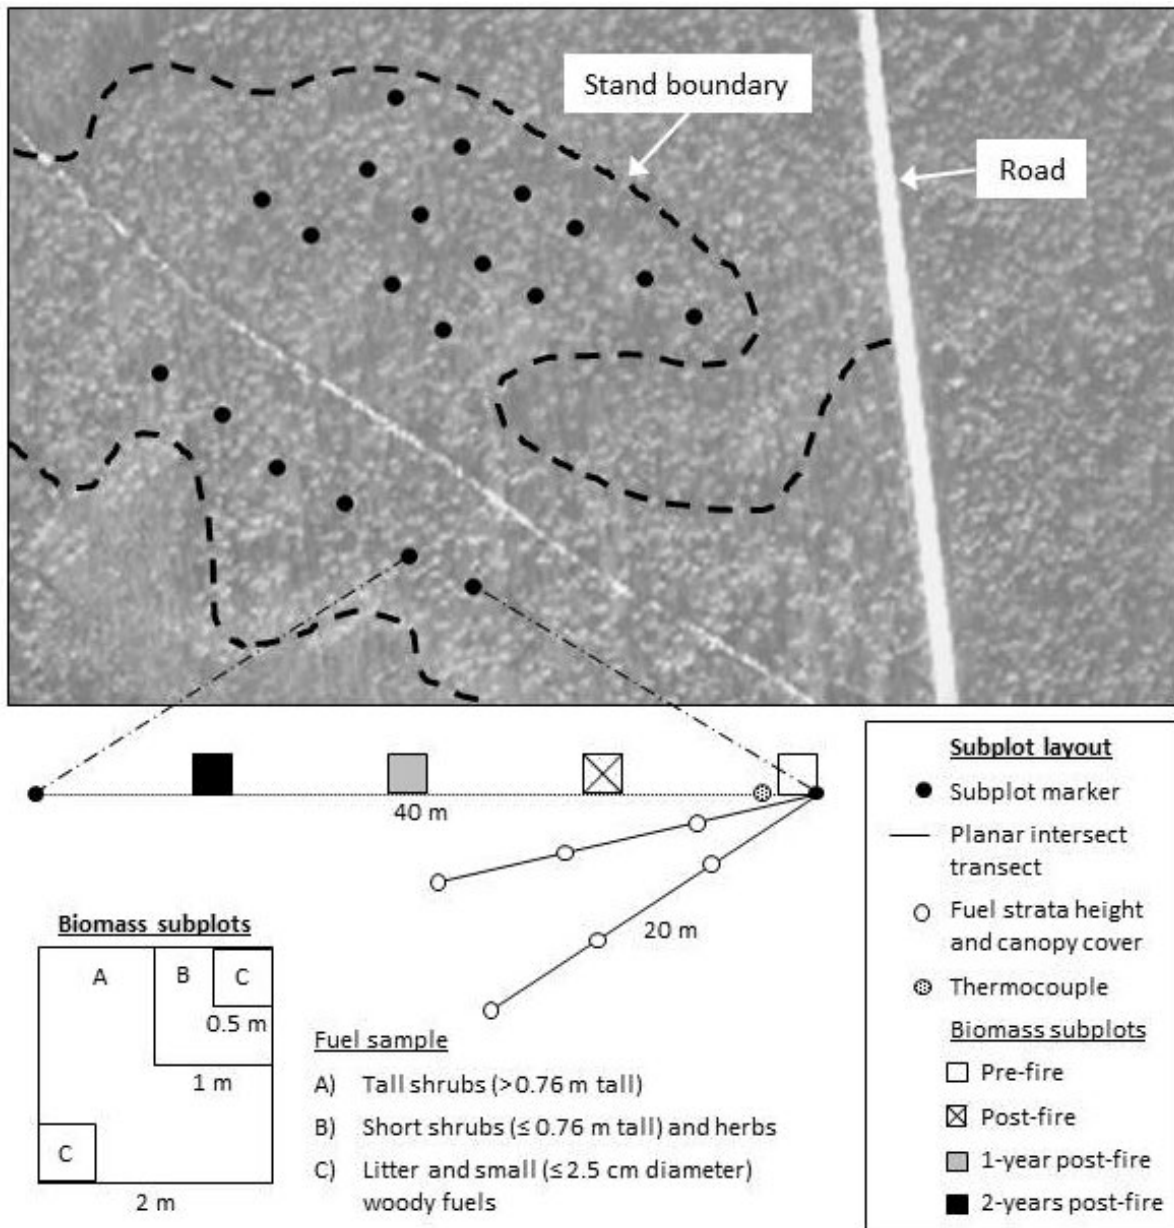 Stand boundary
Road
40 m
20 m
Biomass subplots
A
B
C
0.5 m
1 m
C
2 m
Fuel sample
A) Tall shrubs (>0.76 m tall)
B) Short shrubs (≤ 0.76 m tall) and herbs
C) Litter and small (≤2.5 cm diameter)
woody fuels
Subplot layout
Subplot marker
Planar intersect
transect
Fuel strata height
and canopy cover
Thermocouple
Biomass subplots
Pre-fire
Post-fire
1-year post-fire
2-years post-fire